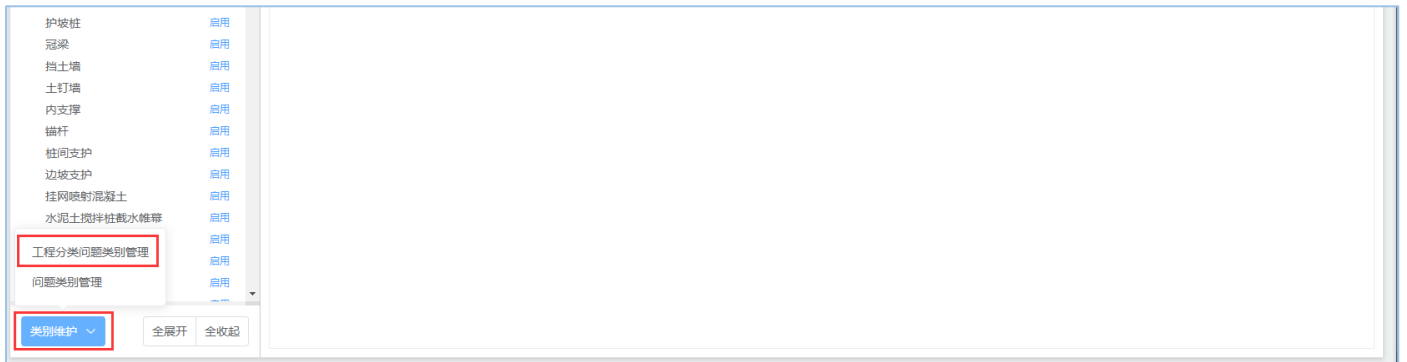 护坡桩 启用
冠梁 启用
挡土墙 启用
土钉墙 启用
内支撑 启用
锚杆 启用
桩间支护 启用
边坡支护 启用
挂网喷射混凝土 启用
水泥土搅拌桩截水帷幕 启用
启用
工程分类问题类别管理
启用
问题类别管理 启用
类别维护 全展开 全收起